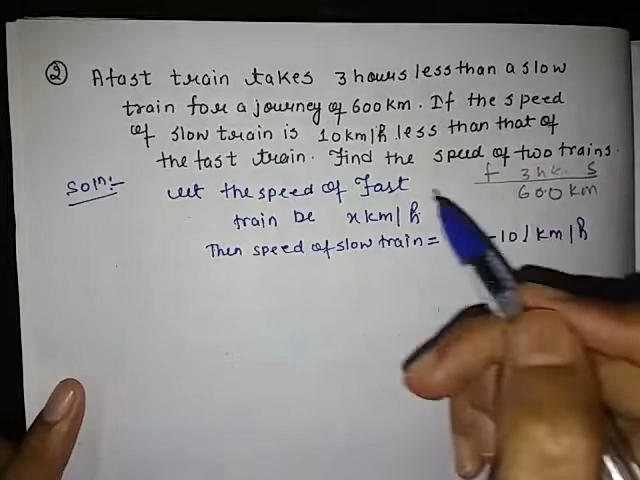 ② A fast train takes 3 hours less than a slow
train for a journey of 600 km. If the speed
of slow train is 10 km/h less than that of
the fast train. Find the speed of two trains.
f 3 hr. S
600 km
Soln:- Let the speed of Fast
train be x km/h
Then speed of slow train = -10) km/h